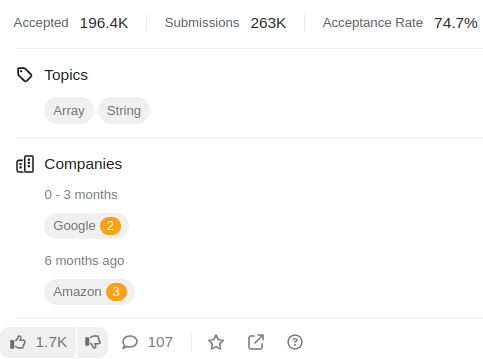 Accepted 196.4K Submissions 263K Acceptance Rate 74.7%
Topics
Array String
Companies
0 - 3 months
Google 2
6 months ago
Amazon 3
1.7K 107